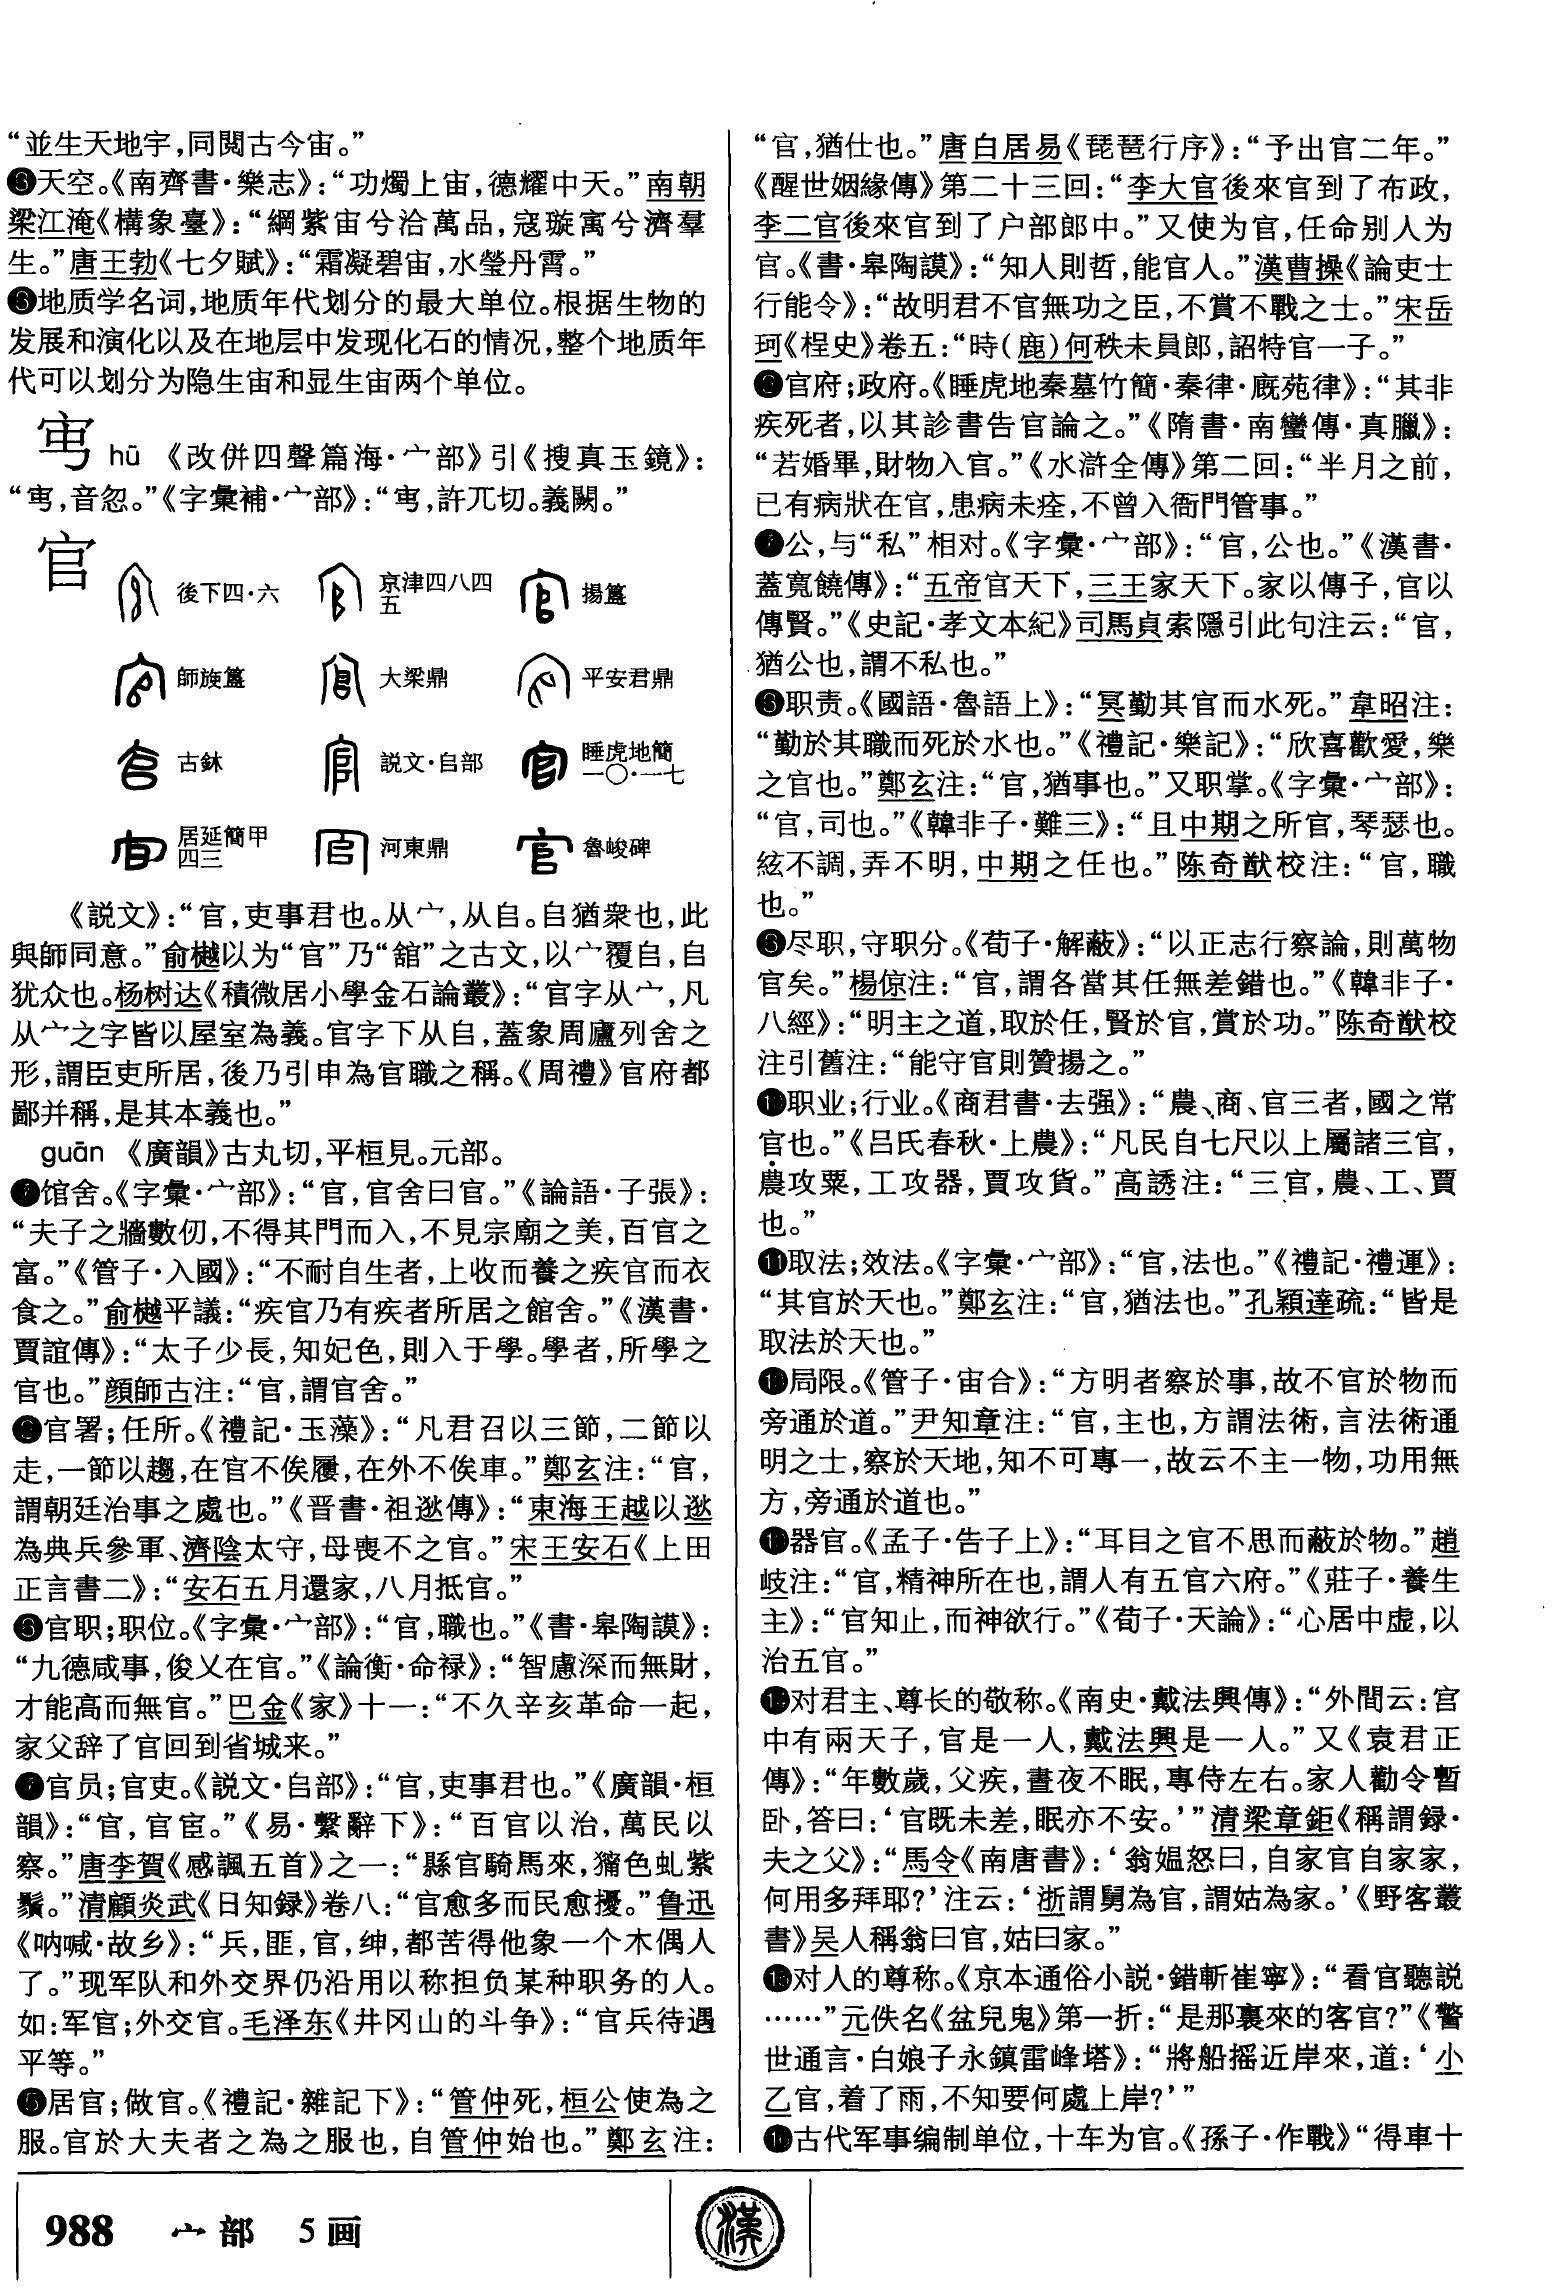 “並生天地宇,同閱古今宙。”
❸天空。《南齊書·樂志》:“功燭上宙,德耀中天。”南朝
梁江淹《構象臺》:“綱紫宙兮洽萬品,寇璇寓兮濟羣
生。”唐王勃《七夕賦》:“霜凝碧宙,水瑩丹霄。”
地质学名词,地质年代划分的最大单位。根据生物的
发展和演化以及在地层中发现化石的情况,整个地质年
代可以划分为隐生宙和显生宙两个单位。
hū 《改併四聲篇海·宀部》引《搜真玉鏡》:
音忽。”《字彙補·宀部》:許兀切。義闕。”
官
後下四·六 京津四八四五 揚簋
師旋簋 大梁鼎 平安君鼎
古鉥 説文·𠂤部 睡虎地簡一〇·一七
居延簡甲四三 河東鼎 魯峻碑
《説文》:“官,吏事君也。从宀,从𠂤。𠂤猶衆也,此
與師同意。”俞樾以为“官”乃“舘”之古文,以宀覆𠂤,𠂤
犹众也。杨树达《積微居小學金石論叢》:“官字从宀,凡
从宀之字皆以屋室為義。官字下从𠂤,蓋象周廬列舍之
形,謂臣吏所居,後乃引申為官職之稱。《周禮》官府都
鄙并稱,是其本義也。”
guān 《廣韻》古丸切,平桓見。元部。
馆舍。《字彙·宀部》:“官,官舍曰官。”《論語·子張》:
“夫子之牆數仞,不得其門而入,不見宗廟之美,百官之
富。”《管子·入國》:“不耐自生者,上收而養之疾官而衣
食之。”俞樾平議:“疾官乃有疾者所居之館舍。”《漢書·
賈誼傳》:“太子少長,知妃色,則入于學。學者,所學之
官也。”顔師古注:“官,謂官舍。”
❷官署;任所。《禮記·玉藻》:“凡君召以三節,二節以
走,一節以趨,在官不俟屨,在外不俟車。”鄭玄注:“官,
謂朝廷治事之處也。”《晋書·祖逖傳》:“東海王越以逖
為典兵參軍、濟陰太守,母喪不之官。”宋王安石《上田
正言書二》:“安石五月還家,八月抵官。”
❸官职;职位。《字彙·宀部》:“官,職也。”《書·皋陶謨》:
“九德咸事,俊乂在官。”《論衡·命禄》:“智慮深而無財,
才能高而無官。”巴金《家》十一:“不久辛亥革命一起,
家父辞了官回到省城来。”
官员;官吏。《説文·𠂤部》:“官,吏事君也。”《廣韻·桓
韻》:“官,官宦。”《易·繫辭下》:“百官以治,萬民以
察。”唐李賀《感諷五首》之一:“縣官騎馬來,獰色虬紫
鬚。”清顧炎武《日知録》卷八:“官愈多而民愈擾。”鲁迅
《呐喊·故乡》:“兵,匪,官,绅,都苦得他象一个木偶人
了。”现军队和外交界仍沿用以称担负某种职务的人。
如:军官;外交官。毛泽东《井冈山的斗争》:“官兵待遇
平等。”
❺居官;做官。《禮記·雜記下》:“管仲死,桓公使為之
服。官於大夫者之為之服也,自管仲始也。”鄭玄注:
“官,猶仕也。”唐白居易《琵琶行序》:“予出官二年。”
《醒世姻緣傳》第二十三回:“李大官後來官到了布政,
李二官後來官到了户部郎中。”又使为官,任命别人为
官。《書·皋陶謨》:“知人則哲,能官人。”漢曹操《論吏士
行能令》:“故明君不官無功之臣,不賞不戰之士。”宋岳
珂《桯史》卷五:“時(鹿)何秩未員郎,詔特官一子。”
官府;政府。《睡虎地秦墓竹簡·秦律·廐苑律》:“其非
疾死者,以其診書告官論之。”《隋書·南蠻傳·真臘》:
“若婚畢,財物入官。”《水滸全傳》第二回:“半月之前,
已有病狀在官,患病未痊,不曾入衙門管事。”
❼公,与“私”相对。《字彙·宀部》:“官,公也。”《漢書·
蓋寬饒傳》:“五帝官天下,三王家天下。家以傳子,官以
傳賢。”《史記·孝文本紀》司馬貞索隱引此句注云:“官,
猶公也,謂不私也。”
职责。《國語·魯語上》:“冥勤其官而水死。”韋昭注:
“勤於其職而死於水也。”《禮記·樂記》:“欣喜歡愛,樂
之官也。”鄭玄注:“官,猶事也。”又职掌。《字彙·宀部》:
“官,司也。”《韓非子·難三》:“且中期之所官,琴瑟也。
絃不調,弄不明,中期之任也。”陈奇猷校注:“官,職
也。”
尽职,守职分。《荀子·解蔽》:“以正志行察論,則萬物
官矣。”楊倞注:“官,謂各當其任無差錯也。”《韓非子·
八經》:“明主之道,取於任,賢於官,賞於功。”陈奇猷校
注引舊注:“能守官則贊揚之。”
职业;行业。《商君書·去强》:“農、商、官三者,國之常
官也。”《吕氏春秋·上農》:“凡民自七尺以上屬諸三官,
農攻粟,工攻器,賈攻貨。”高誘注:“三官,農、工、賈
也。”
⓫取法;效法。《字彙·宀部》:“官,法也。”《禮記·禮運》:
“其官於天也。”鄭玄注:“官,猶法也。”孔穎達疏:“皆是
取法於天也。”
局限。《管子·宙合》:“方明者察於事,故不官於物而
旁通於道。”尹知章注:“官,主也,方謂法術,言法術通
明之士,察於天地,知不可專一,故云不主一物,功用無
方,旁通於道也。”
器官。《孟子·告子上》:“耳目之官不思而蔽於物。”趙
岐注:“官,精神所在也,謂人有五官六府。”《莊子·養生
主》:“官知止,而神欲行。”《荀子·天論》:“心居中虚,以
治五官。”
对君主、尊长的敬称。《南史·戴法興傳》:“外間云:宫
中有兩天子,官是一人,戴法興是一人。”又《袁君正
傳》:“年數歲,父疾,晝夜不眠,專侍左右。家人勸令暫
卧,答曰:‘官既未差,眠亦不安。’”清梁章鉅《稱謂録·
夫之父》:“馬令《南唐書》:‘翁媪怒曰,自家官自家家,
何用多拜耶?’注云:‘浙謂舅為官,謂姑為家。’《野客叢
書》吴人稱翁曰官,姑曰家。”
对人的尊称。《京本通俗小説·錯斬崔寧》:“看官聽説
……”元佚名《盆兒鬼》第一折:“是那裏來的客官?”《警
世通言·白娘子永鎮雷峰塔》:“將船摇近岸來,道:‘小
乙官,着了雨,不知要何處上岸?’”
古代军事编制单位,十车为官。《孫子·作戰》“得車十
988 宀部 5画
漢